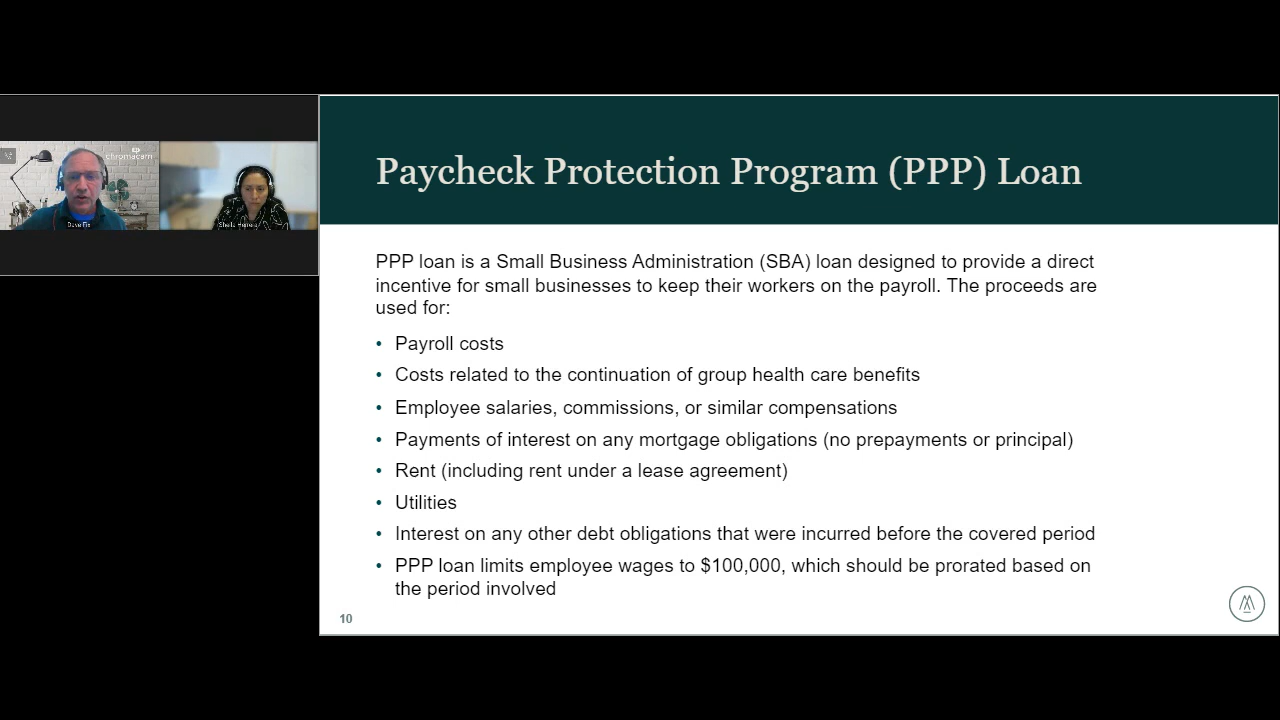 chromacam
Dave Fix
Sheila Herrera
Paycheck Protection Program (PPP) Loan
PPP loan is a Small Business Administration (SBA) loan designed to provide a direct
incentive for small businesses to keep their workers on the payroll. The proceeds are
used for:
• Payroll costs
• Costs related to the continuation of group health care benefits
• Employee salaries, commissions, or similar compensations
• Payments of interest on any mortgage obligations (no prepayments or principal)
• Rent (including rent under a lease agreement)
• Utilities
• Interest on any other debt obligations that were incurred before the covered period
• PPP loan limits employee wages to $100,000, which should be prorated based on
the period involved
10